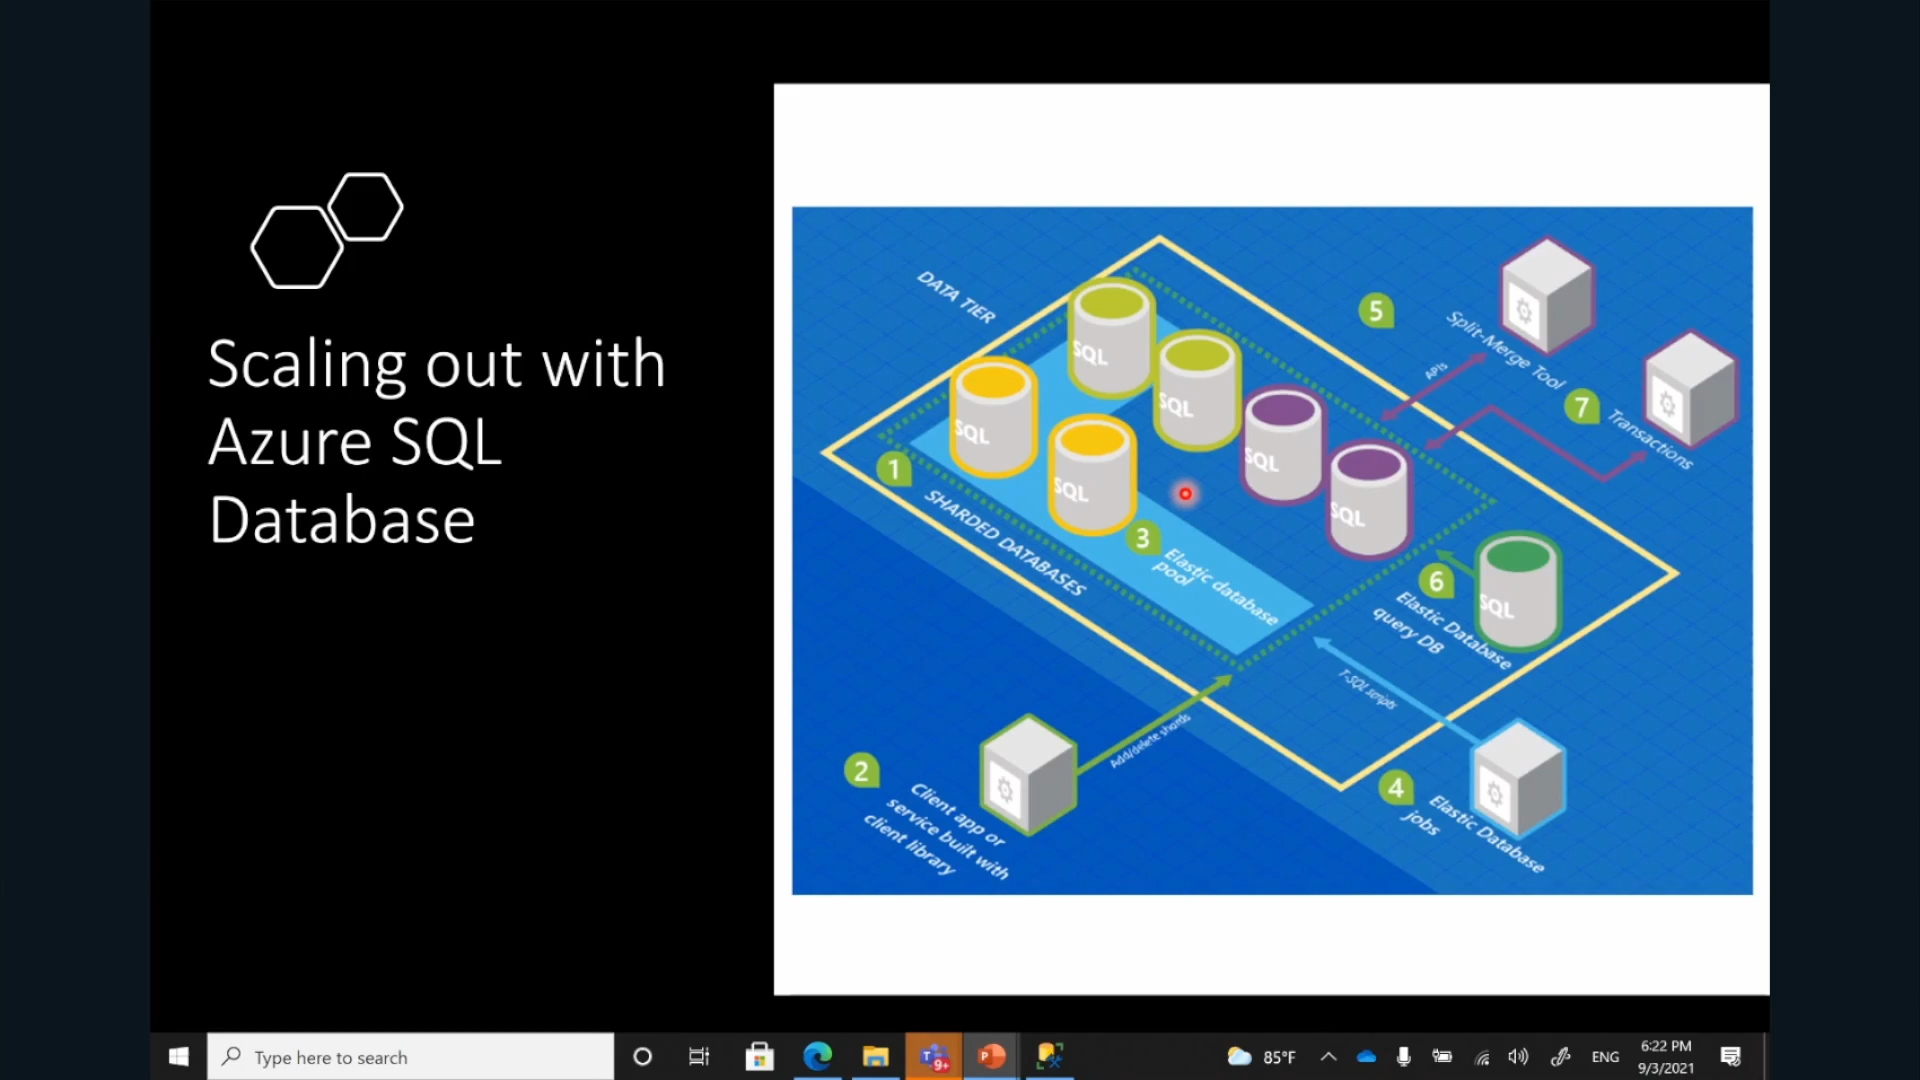 Scaling out with
Azure SQL
Database
DATA TIER
SQL
SQL
SQL
SQL
SQL
SQL
1
SHARDED DATABASES
3
Elastic database
pool
5
Split-Merge Tool
APIs
7
Transactions
6
SQL
Elastic Database
query DB
T-SQL scripts
Add/delete shards
2
Client app or
service built with
client library
4
Elastic Database
jobs
Type here to search
T
9+
P
85°F
ENG
6:22 PM
9/3/2021